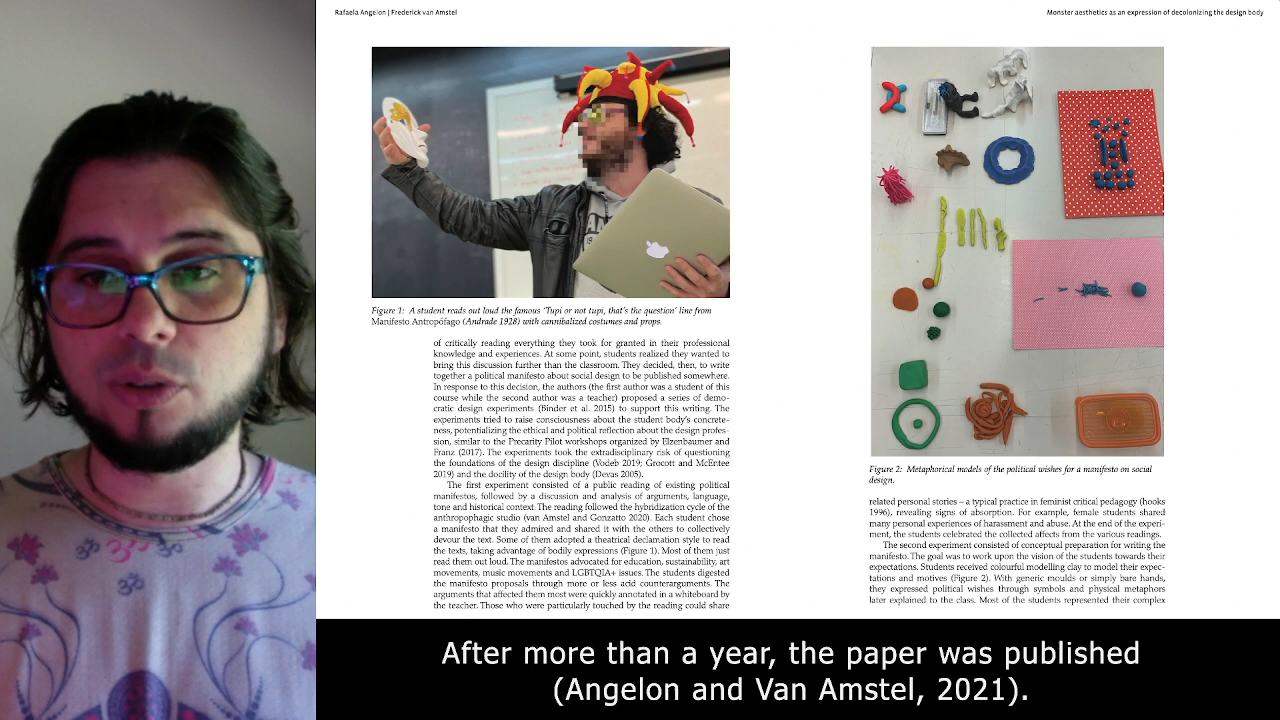 Rafaela Angelon | Frederick van Amstel
Monster aesthetics as an expression of decolonizing the design body
Figure 1: A student reads out loud the famous 'Tupi or not tupi, that's the question' line from
Manifesto Antropófago (Andrade 1928) with cannibalized costumes and props.
of critically reading everything they took for granted in their professional
knowledge and experiences. At some point, students realized they wanted to
bring this discussion further than the classroom. They decided, then, to write
together a political manifesto about social design to be published somewhere.
In response to this decision, the authors (the first author was a student of this
course while the second author was a teacher) proposed a series of demo-
cratic design experiments (Binder et al. 2015) to support this writing. The
experiments tried to raise consciousness about the student body's concrete-
ness, potentializing the ethical and political reflection about the design profes-
sion, similar to the Precarity Pilot workshops organized by Elzenbaumer and
Franz (2017). The experiments took the extradisciplinary risk of questioning
the foundations of the design discipline (Vodeb 2019; Grocott and McEntee
2019) and the docility of the design body (Devas 2005).
The first experiment consisted of a public reading of existing political
manifestos, followed by a discussion and analysis of arguments, language,
tone and historical context. The reading followed the hybridization cycle of the
anthropophagic studio (van Amstel and Gonzatto 2020). Each student chose
a manifesto that they admired and shared it with the others to collectively
devour the text. Some of them adopted a theatrical declamation style to read
the texts, taking advantage of bodily expressions (Figure 1). Most of them just
read them out loud. The manifestos advocated for education, sustainability, art
movements, music movements and LGBTQIA+ issues. The students digested
the manifesto proposals through more or less acid counterarguments. The
arguments that affected them most were quickly annotated in a whiteboard by
the teacher. Those who were particularly touched by the reading could share
Figure 2: Metaphorical models of the political wishes for a manifesto on social
design.
related personal stories – a typical practice in feminist critical pedagogy (hooks
1996), revealing signs of absorption. For example, female students shared
many personal experiences of harassment and abuse. At the end of the experi-
ment, the students celebrated the collected affects from the various readings.
The second experiment consisted of conceptual preparation for writing the
manifesto. The goal was to work upon the vision of the students towards their
expectations. Students received colourful modelling clay to model their expec-
tations and motives (Figure 2). With generic moulds or simply bare hands,
they expressed political wishes through symbols and physical metaphors
later explained to the class. Most of the students represented their complex
After more than a year, the paper was published
(Angelon and Van Amstel, 2021).